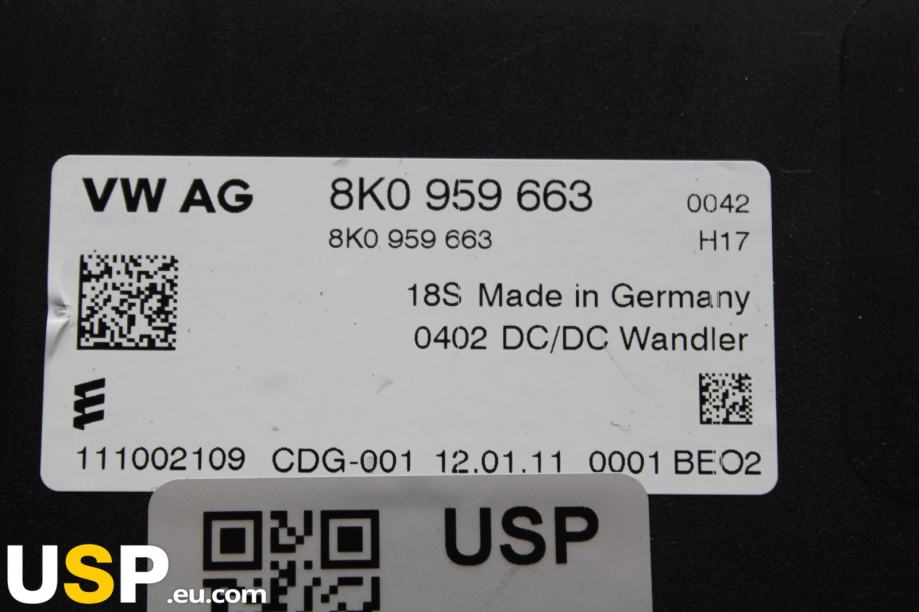 VW AG 8K0 959 663 0042
8K0 959 663 H17
18S Made in Germany
0402 DC/DC Wandler
111002109 CDG-001 12.01.11 0001 BEO2
USP
USP.eu.com